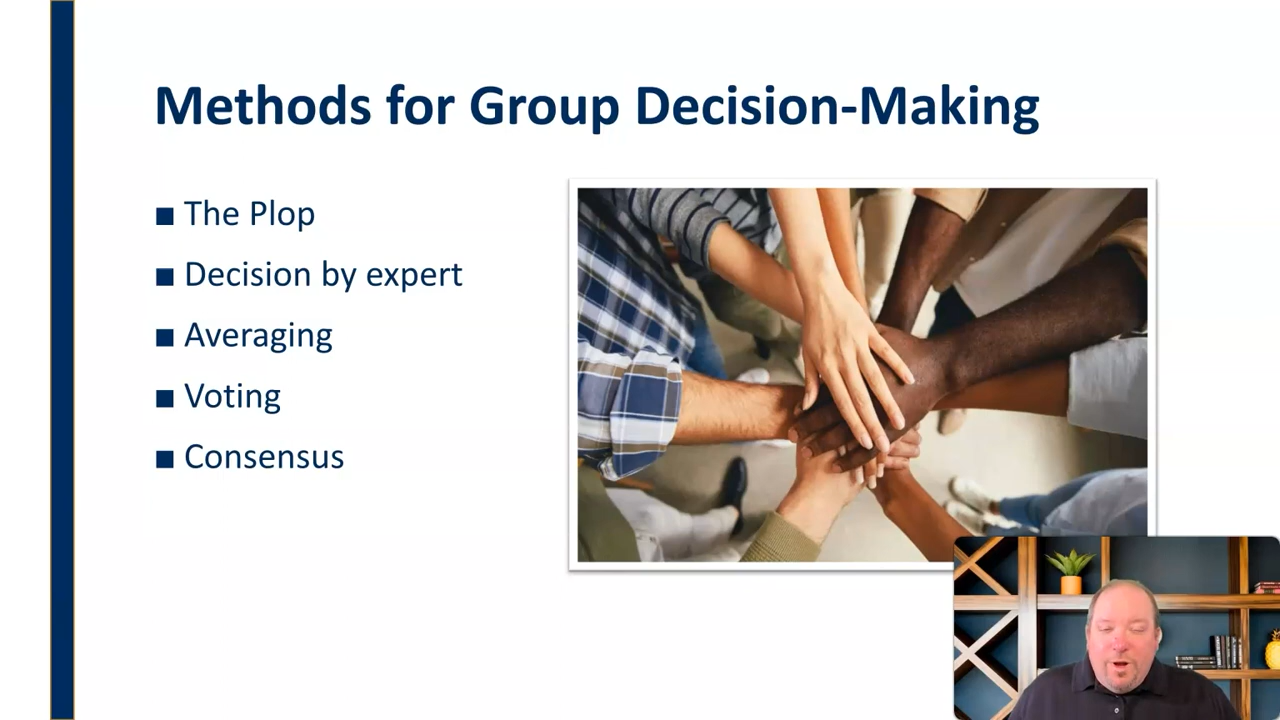 Methods for Group Decision-Making
■ The Plop
■ Decision by expert
■ Averaging
■ Voting
■ Consensus